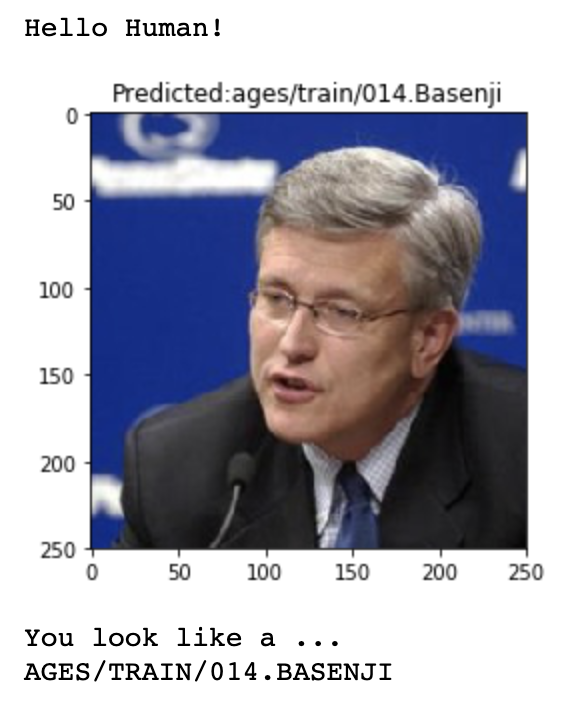 Hello Human!
Predicted:ages/train/014.Basenji
0
50
100
150
200
250
0 50 100 150 200 250
You look like a ...
AGES/TRAIN/014.BASENJI